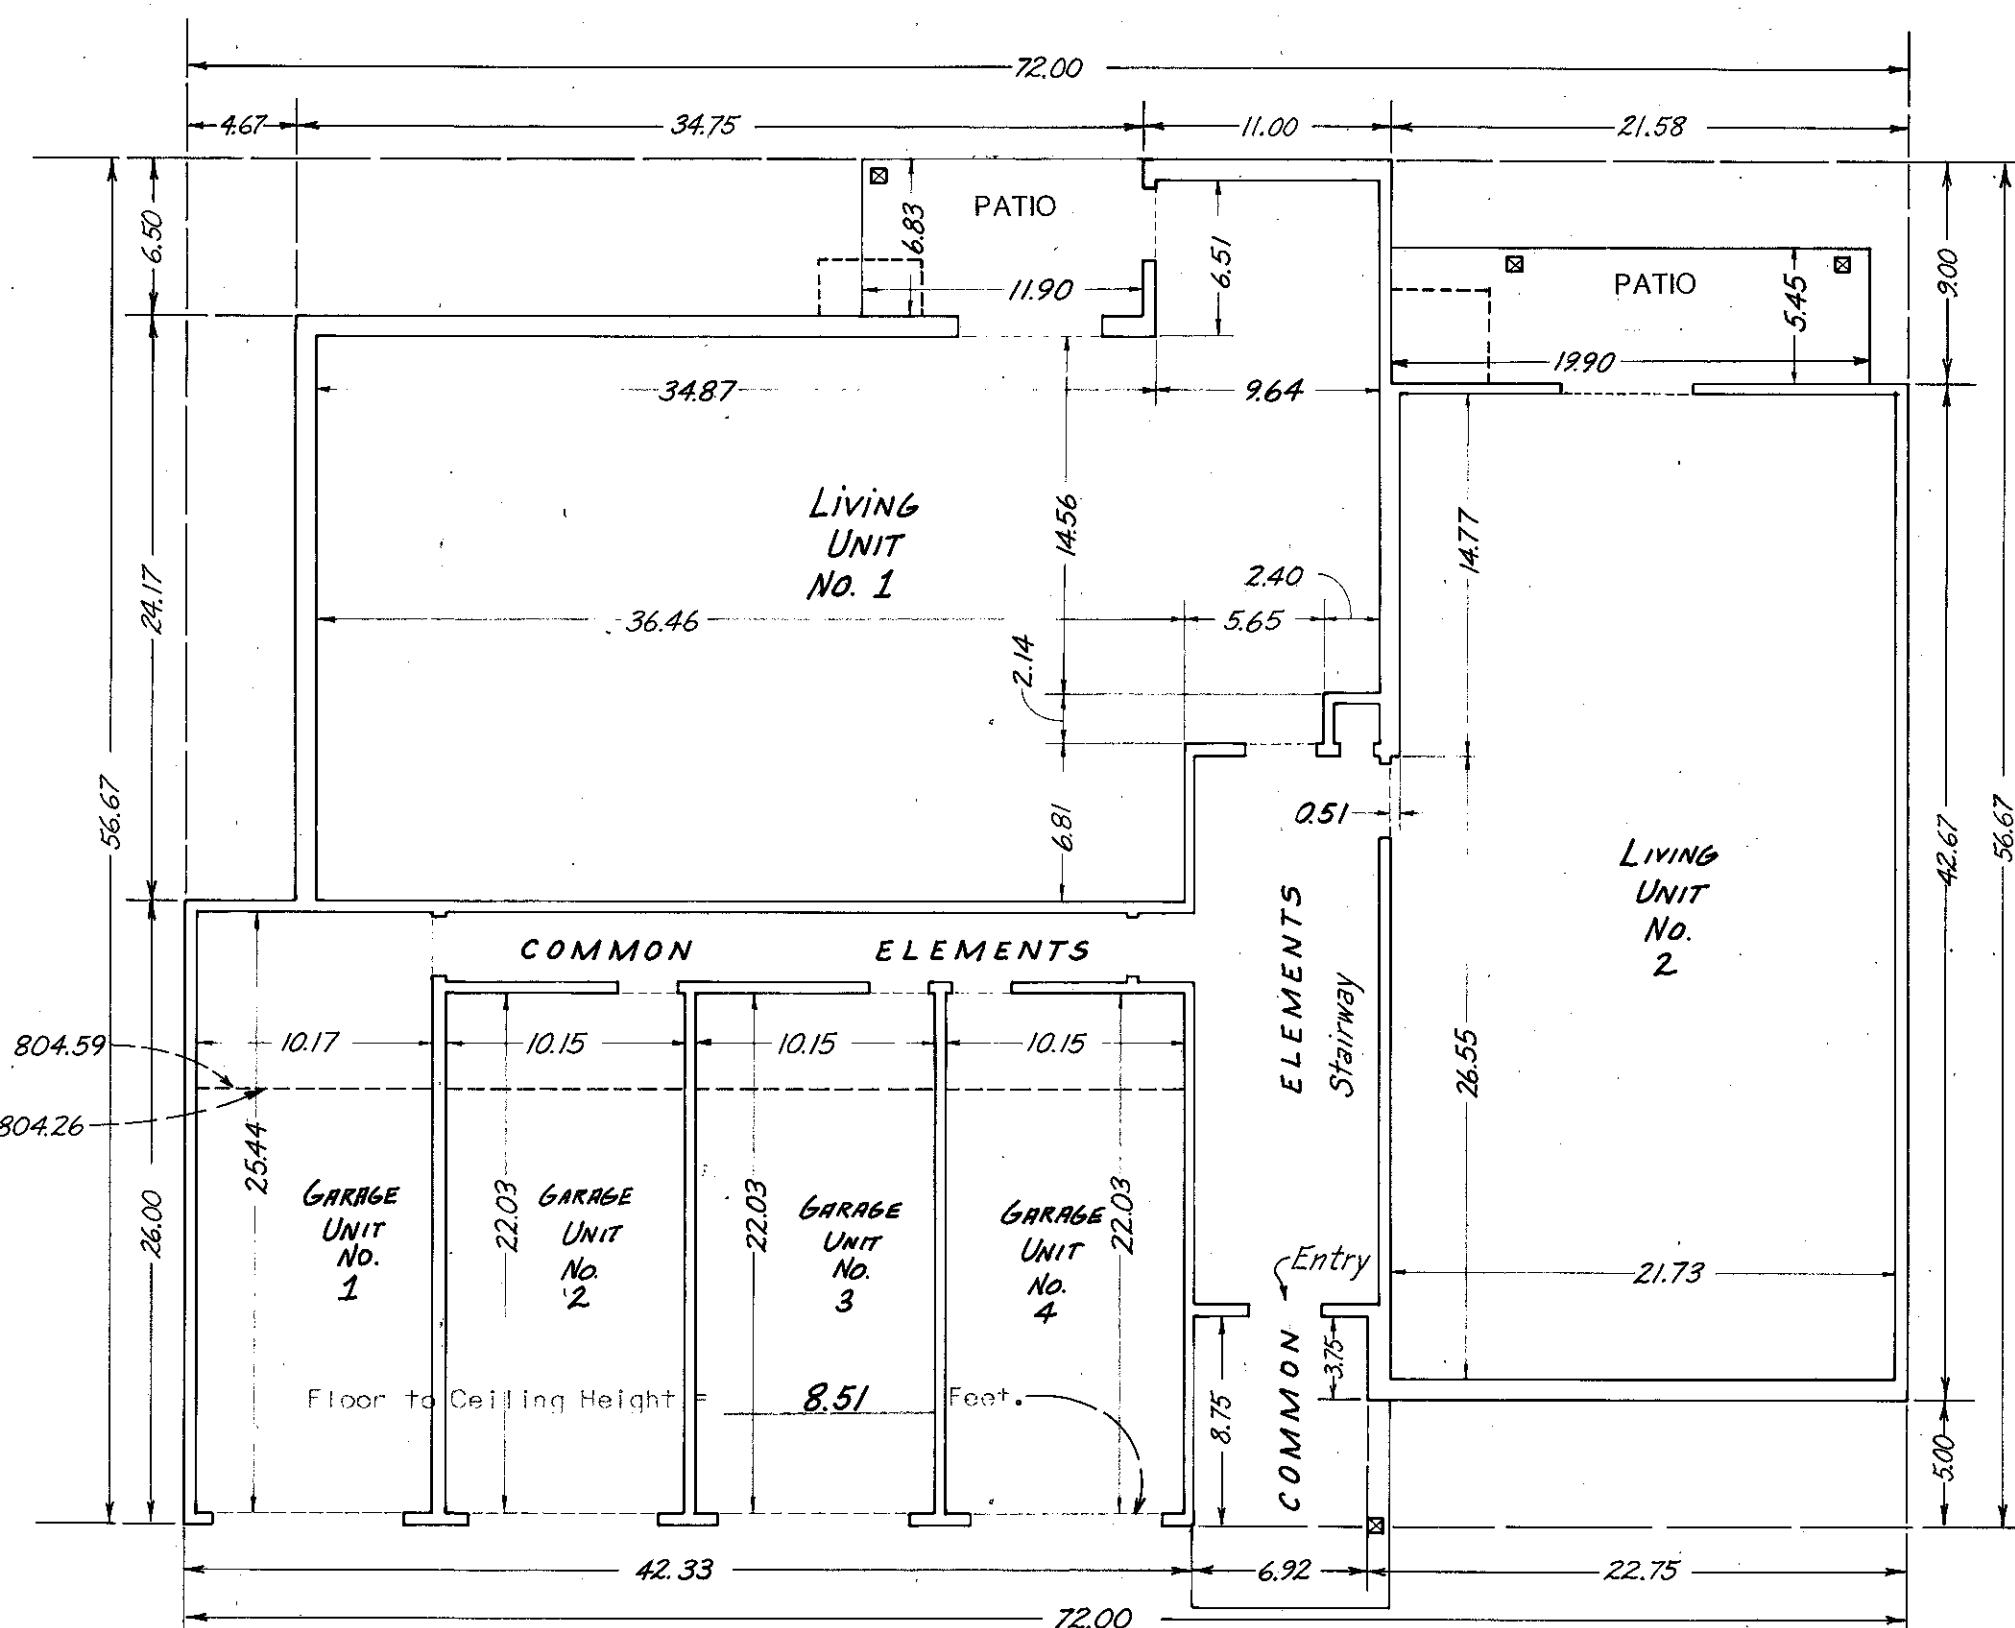 72.00
4.67 34.75 11.00 21.58
6.50
6.83
PATIO
11.90
6.51
PATIO
5.45
19.90
9.00
34.87
9.64
LIVING
UNIT
NO. 1
14.56
14.77
2.40
36.46
5.65
2.14
24.17
56.67
6.81
0.51
LIVING
UNIT
NO.
2
42.67
56.67
COMMON ELEMENTS
ELEMENTS
Stairway
804.59
804.26
10.17 10.15 10.15 10.15
26.55
25.44
22.03
22.03
22.03
26.00
GARAGE
UNIT
NO.
1
GARAGE
UNIT
NO.
2
GARAGE
UNIT
NO.
3
GARAGE
UNIT
NO.
4
Entry
21.73
3.75
8.75
COMMON
Floor to Ceiling Height = 8.51 Feet.
5.00
42.33 6.92 22.75
72.00